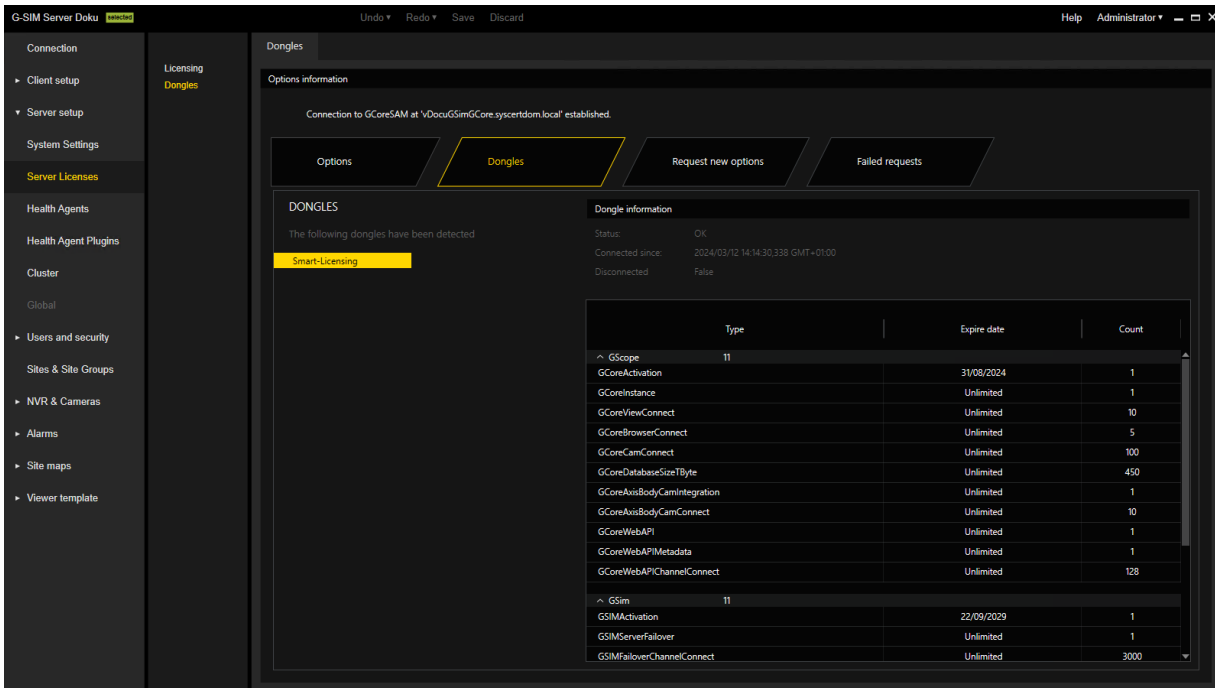 G-SIM Server Doku selected Undo Redo Save Discard Help Administrator
Connection
Client setup
Server setup
System Settings
Server Licenses
Health Agents
Health Agent Plugins
Cluster
Global
Users and security
Sites & Site Groups
NVR & Cameras
Alarms
Site maps
Viewer template
Licensing
Dongles
Dongles
Options information
Connection to GCoreSAM at 'vDocuGSimGCore.syscertdom.local' established.
Options Dongles Request new options Failed requests
DONGLES
The following dongles have been detected
Smart-Licensing
Dongle information
Status: OK
Connected since: 2024/03/12 14:14:30,338 GMT+01:00
Disconnected False
Type Expire date Count
GScope 11
GCoreActivation 31/08/2024 1
GCoreInstance Unlimited 1
GCoreViewConnect Unlimited 10
GCoreBrowserConnect Unlimited 5
GCoreCamConnect Unlimited 100
GCoreDatabaseSizeTByte Unlimited 450
GCoreAxisBodyCamIntegration Unlimited 1
GCoreAxisBodyCamConnect Unlimited 10
GCoreWebAPI Unlimited 1
GCoreWebAPIMetadata Unlimited 1
GCoreWebAPIChannelConnect Unlimited 128
GSim 11
GSIMActivation 22/09/2029 1
GSIMServerFailover Unlimited 1
GSIMFailoverChannelConnect Unlimited 3000